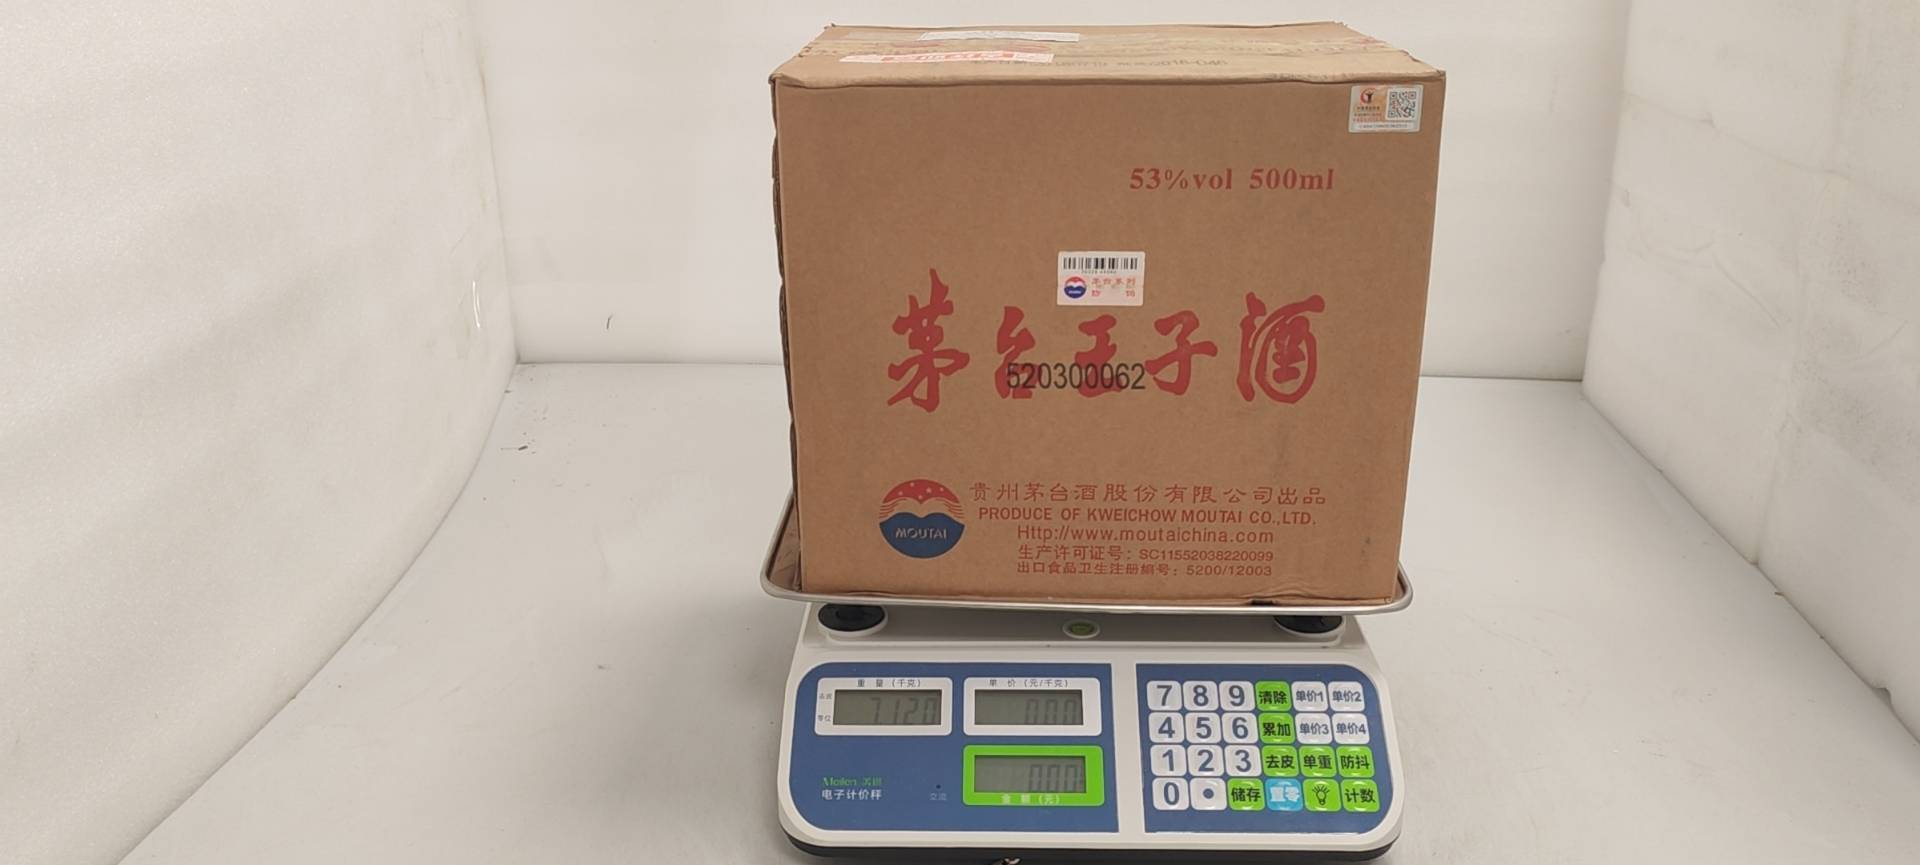 53%vol 500ml
茅台王子酒
520300062
MOUTAI
贵州茅台酒股份有限公司出品
PRODUCE OF KWEICHOW MOUTAI CO.,LTD.
Http://www.moutaichina.com
生产许可证号：SC11552038220099
出口食品卫生注册编号：5200/12003
重量（千克）
单价（元/千克）
7.120
0.00
0.00
金额（元）
电子计价秤
交流
7 8 9 清除 单价1 单价2
4 5 6 累加 单价3 单价4
1 2 3 去皮 单重 防抖
0 • 储存 置零 计数